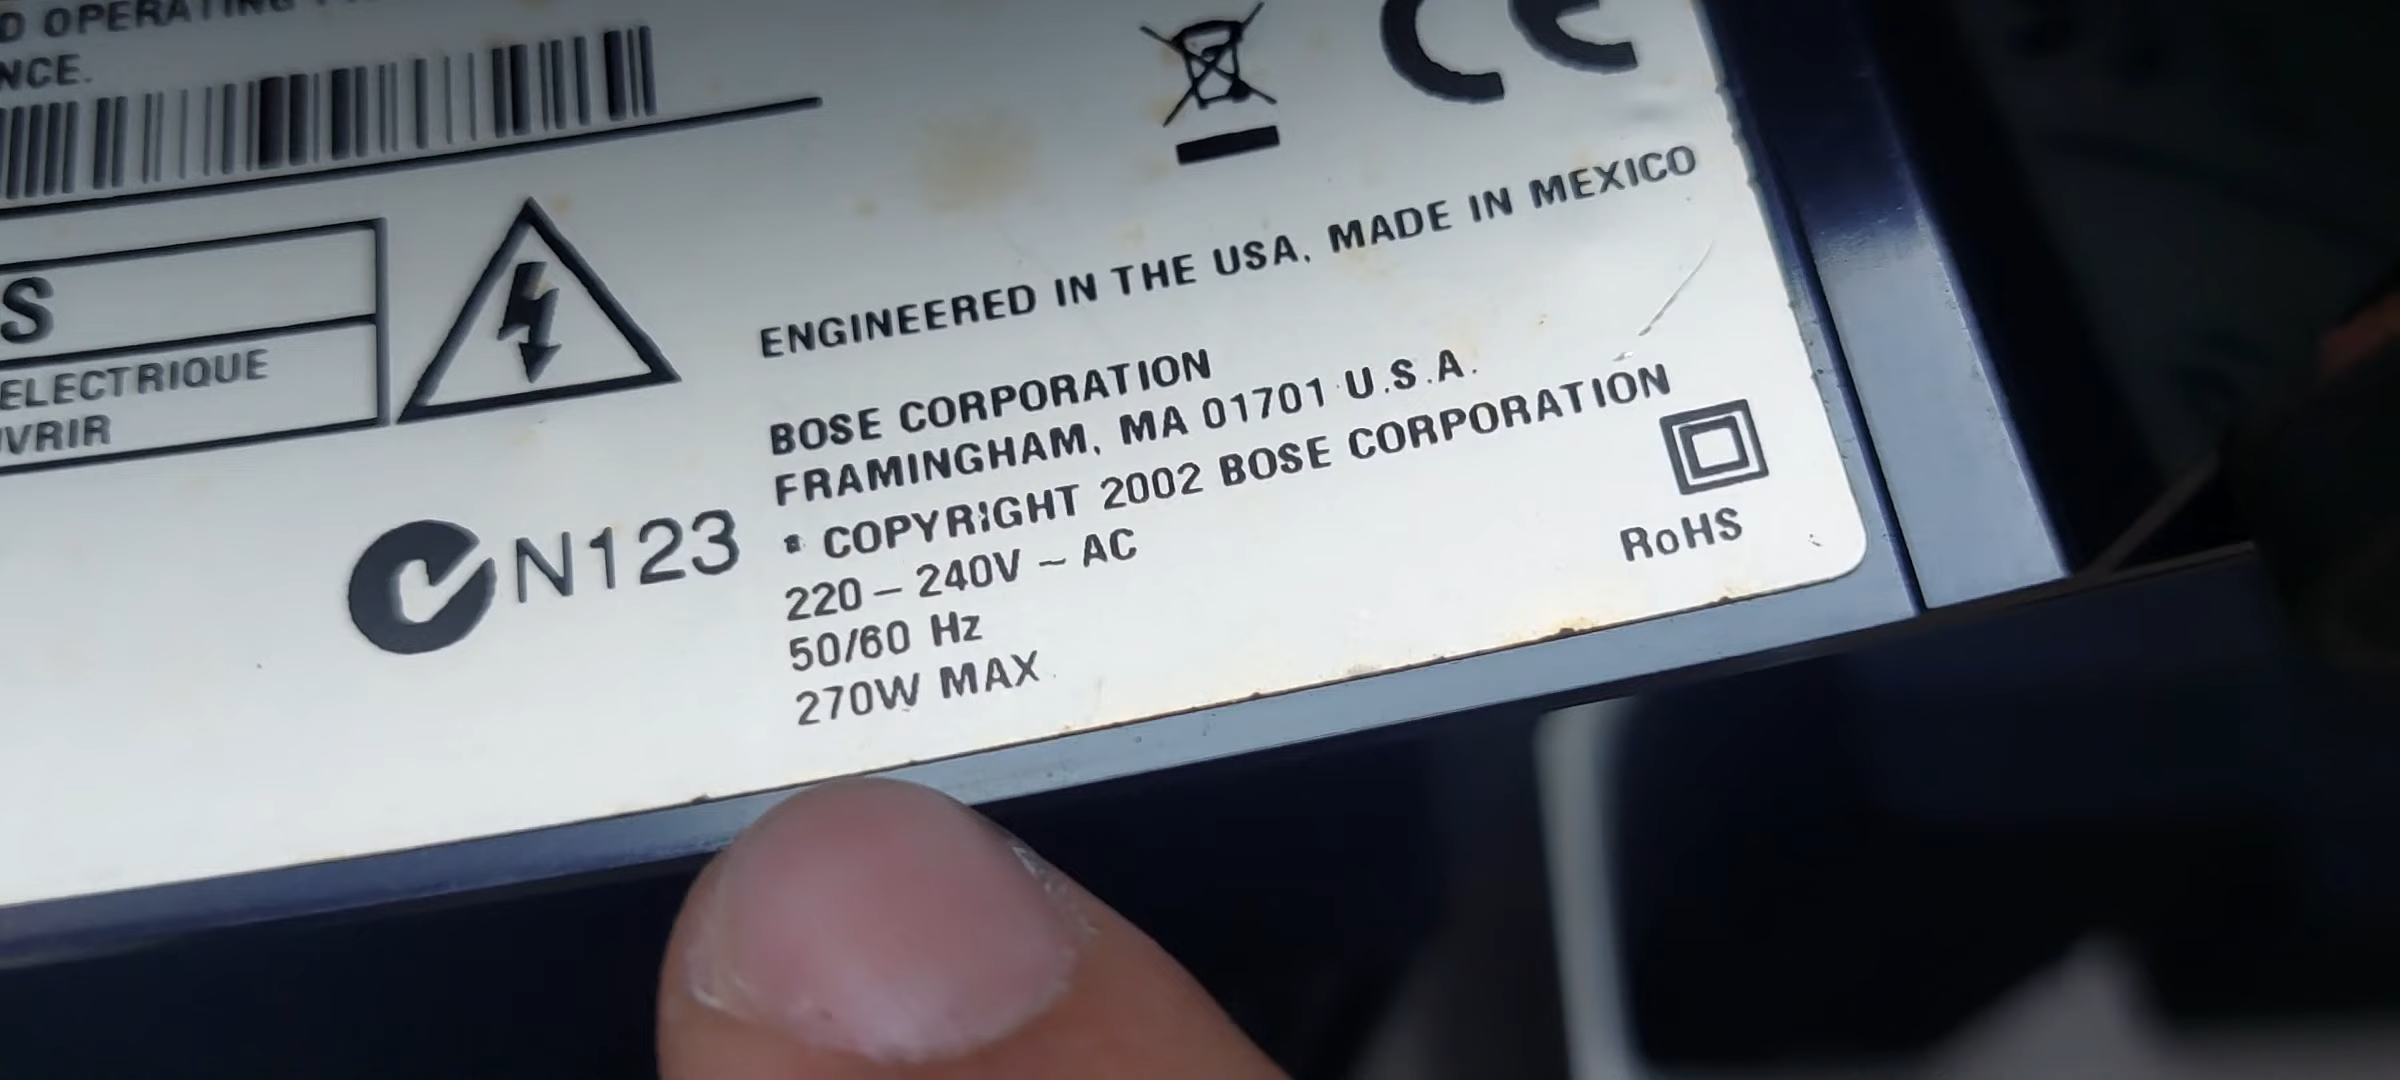 D OPERATING
NCE.
CE
ENGINEERED IN THE USA, MADE IN MEXICO
S
ELECTRIQUE
VRIR
BOSE CORPORATION
FRAMINGHAM, MA 01701 U.S.A.
COPYRIGHT 2002 BOSE CORPORATION
N123
220 – 240V ~ AC
50/60 Hz
270W MAX
RoHS